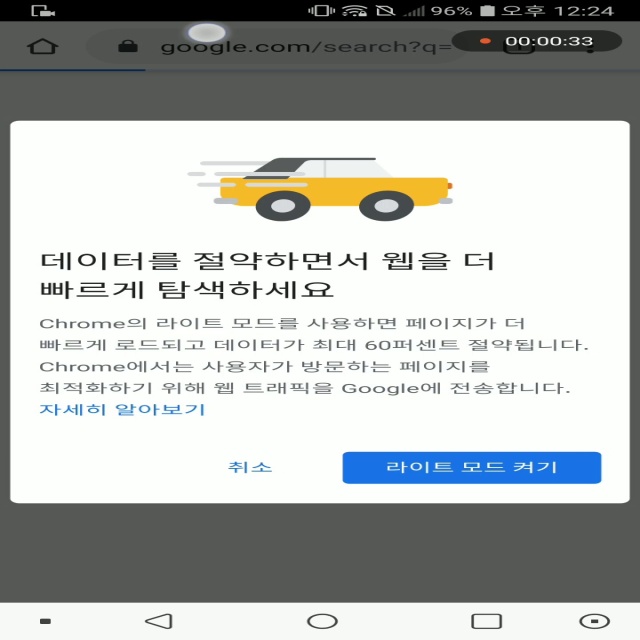 96% 오후 12:24
google.com/search?q=
00:00:33
데이터를 절약하면서 웹을 더
빠르게 탐색하세요
Chrome의 라이트 모드를 사용하면 페이지가 더
빠르게 로드되고 데이터가 최대 60퍼센트 절약됩니다.
Chrome에서는 사용자가 방문하는 페이지를
최적화하기 위해 웹 트래픽을 Google에 전송합니다.
자세히 알아보기
취소
라이트 모드 켜기